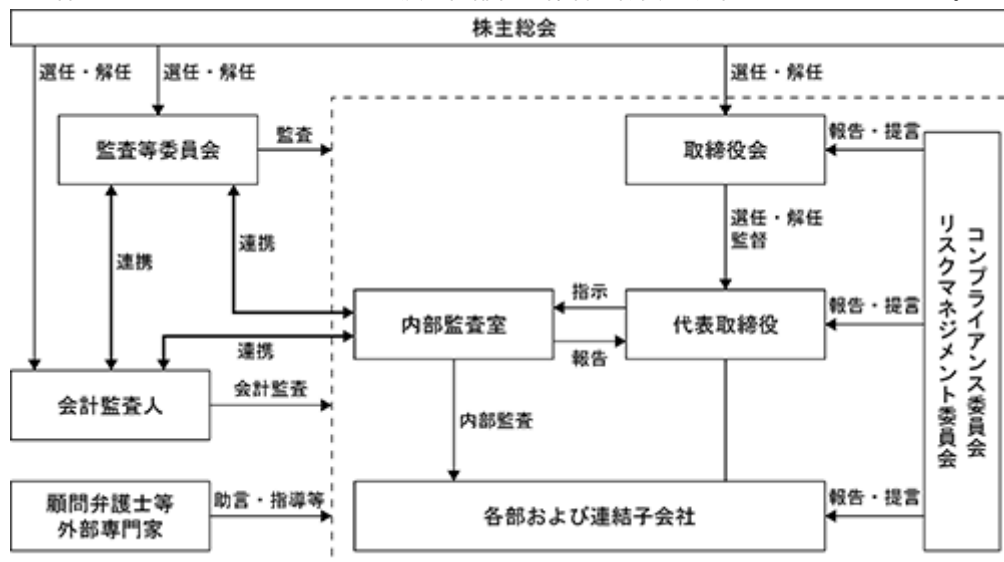 株主総会
選任・解任
選任・解任
選任・解任
監査等委員会
監査
取締役会
報告・提言
選任・解任
監督
連携
連携
内部監査室
指示
報告
代表取締役
報告・提言
連携
会計監査人
会計監査
内部監査
顧問弁護士等
外部専門家
助言・指導等
各部および連結子会社
報告・提言
コンプライアンス委員会
リスクマネジメント委員会